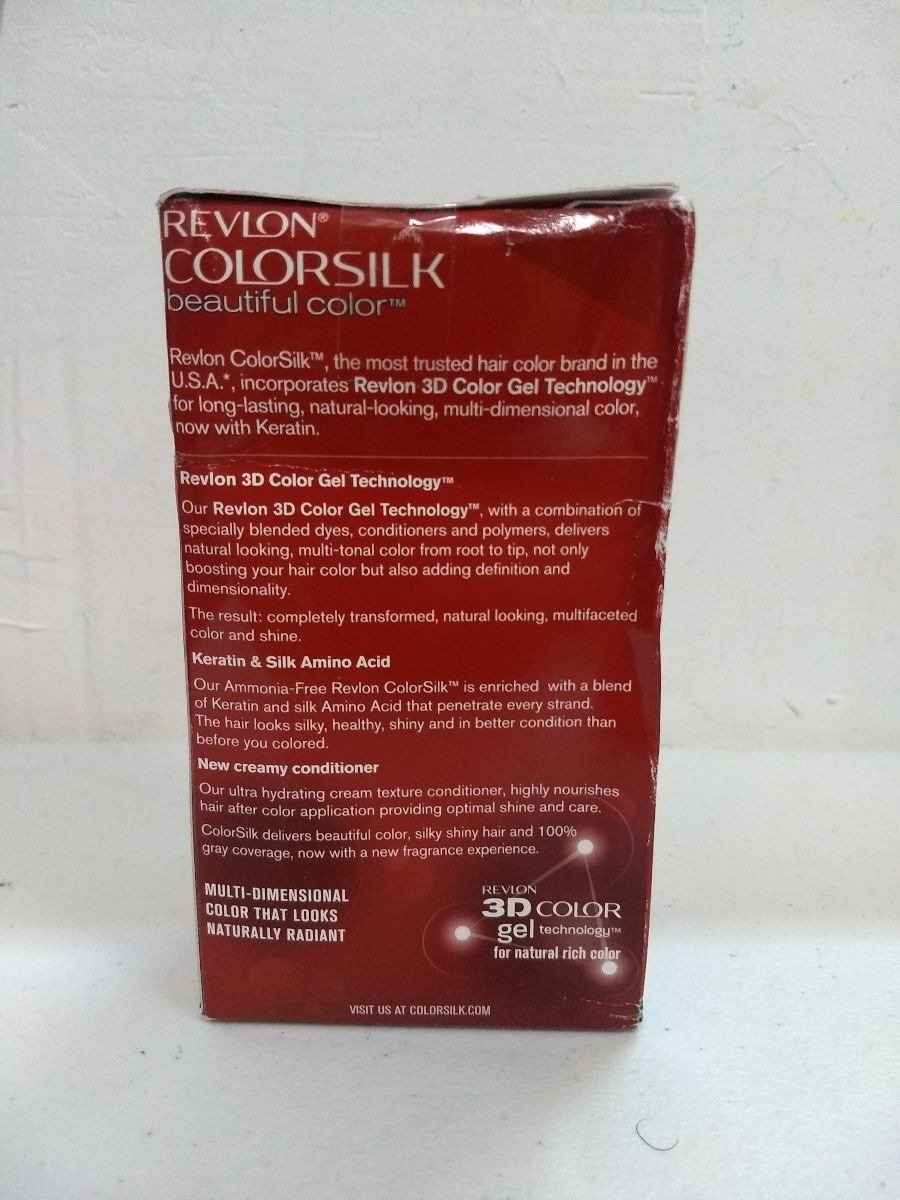 REVLON®
COLORSILK
beautiful color™
Revlon ColorSilk™, the most trusted hair color brand in the
U.S.A.*, incorporates Revlon 3D Color Gel Technology™
for long-lasting, natural-looking, multi-dimensional color,
now with Keratin.
Revlon 3D Color Gel Technology™
Our Revlon 3D Color Gel Technology™, with a combination of
specially blended dyes, conditioners and polymers, delivers
natural looking, multi-tonal color from root to tip, not only
boosting your hair color but also adding definition and
dimensionality.
The result: completely transformed, natural looking, multifaceted
color and shine.
Keratin & Silk Amino Acid
Our Ammonia-Free Revlon ColorSilk™ is enriched with a blend
of Keratin and silk Amino Acid that penetrate every strand.
The hair looks silky, healthy, shiny and in better condition than
before you colored.
New creamy conditioner
Our ultra hydrating cream texture conditioner, highly nourishes
hair after color application providing optimal shine and care.
ColorSilk delivers beautiful color, silky shiny hair and 100%
gray coverage, now with a new fragrance experience.
MULTI-DIMENSIONAL
COLOR THAT LOOKS
NATURALLY RADIANT
REVLON
3D COLOR
gel technology™
for natural rich color
VISIT US AT COLORSILK.COM